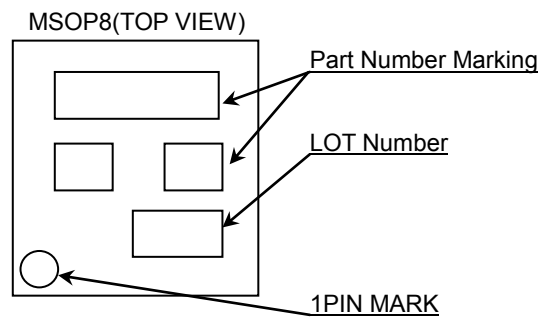 MSOP8(TOP VIEW)
Part Number Marking
LOT Number
1PIN MARK